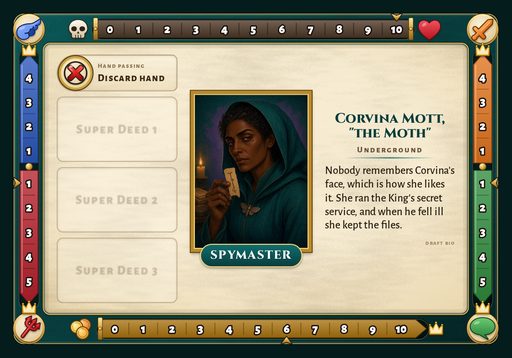 0 1 2 3 4 5 6 7 8 9 10
4
3
2
1
1
2
3
4
5
HAND PASSING
DISCARD HAND
SUPER DEED 1
SUPER DEED 2
SUPER DEED 3
SPYMASTER
CORVINA MOTT,
"THE MOTH"
UNDERGROUND
Nobody remembers Corvina's
face, which is how she likes
it. She ran the King's secret
service, and when he fell ill
she kept the files.
DRAFT BIO
4
3
2
1
1
2
3
4
5
0 1 2 3 4 5 6 7 8 9 10